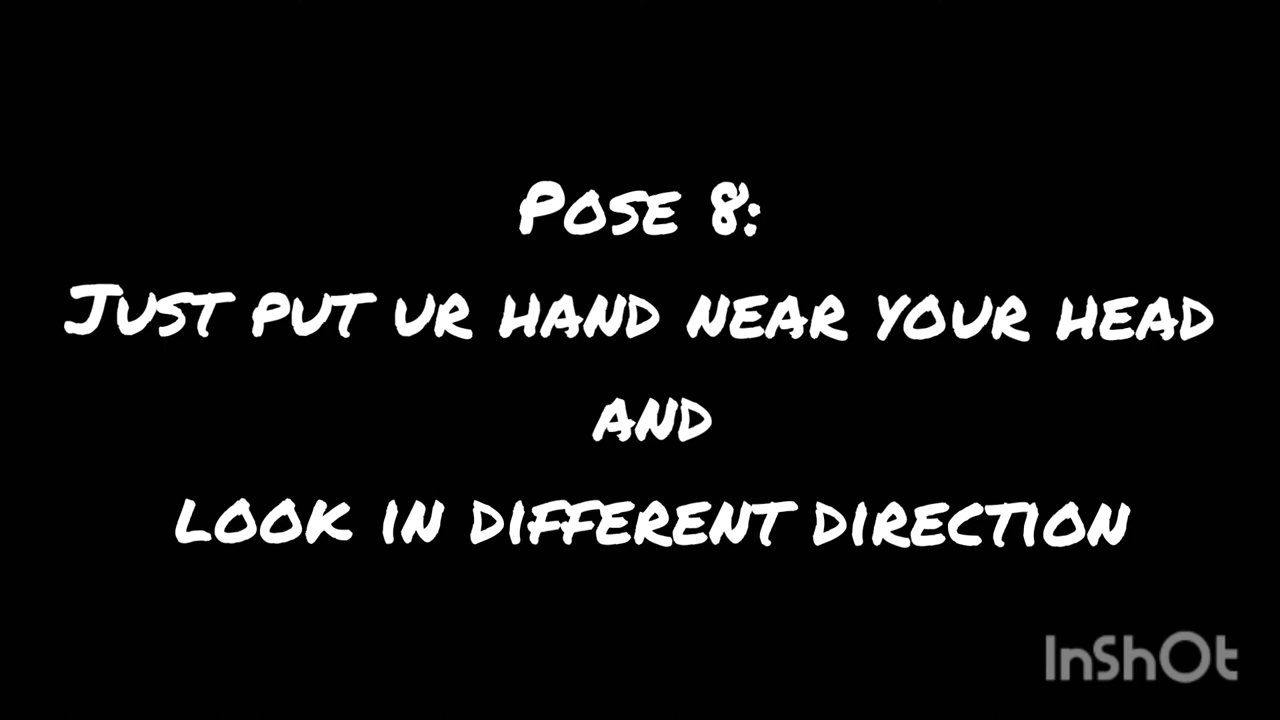 Pose 8:
Just put ur hand near your head
and
look in different direction
InShOt